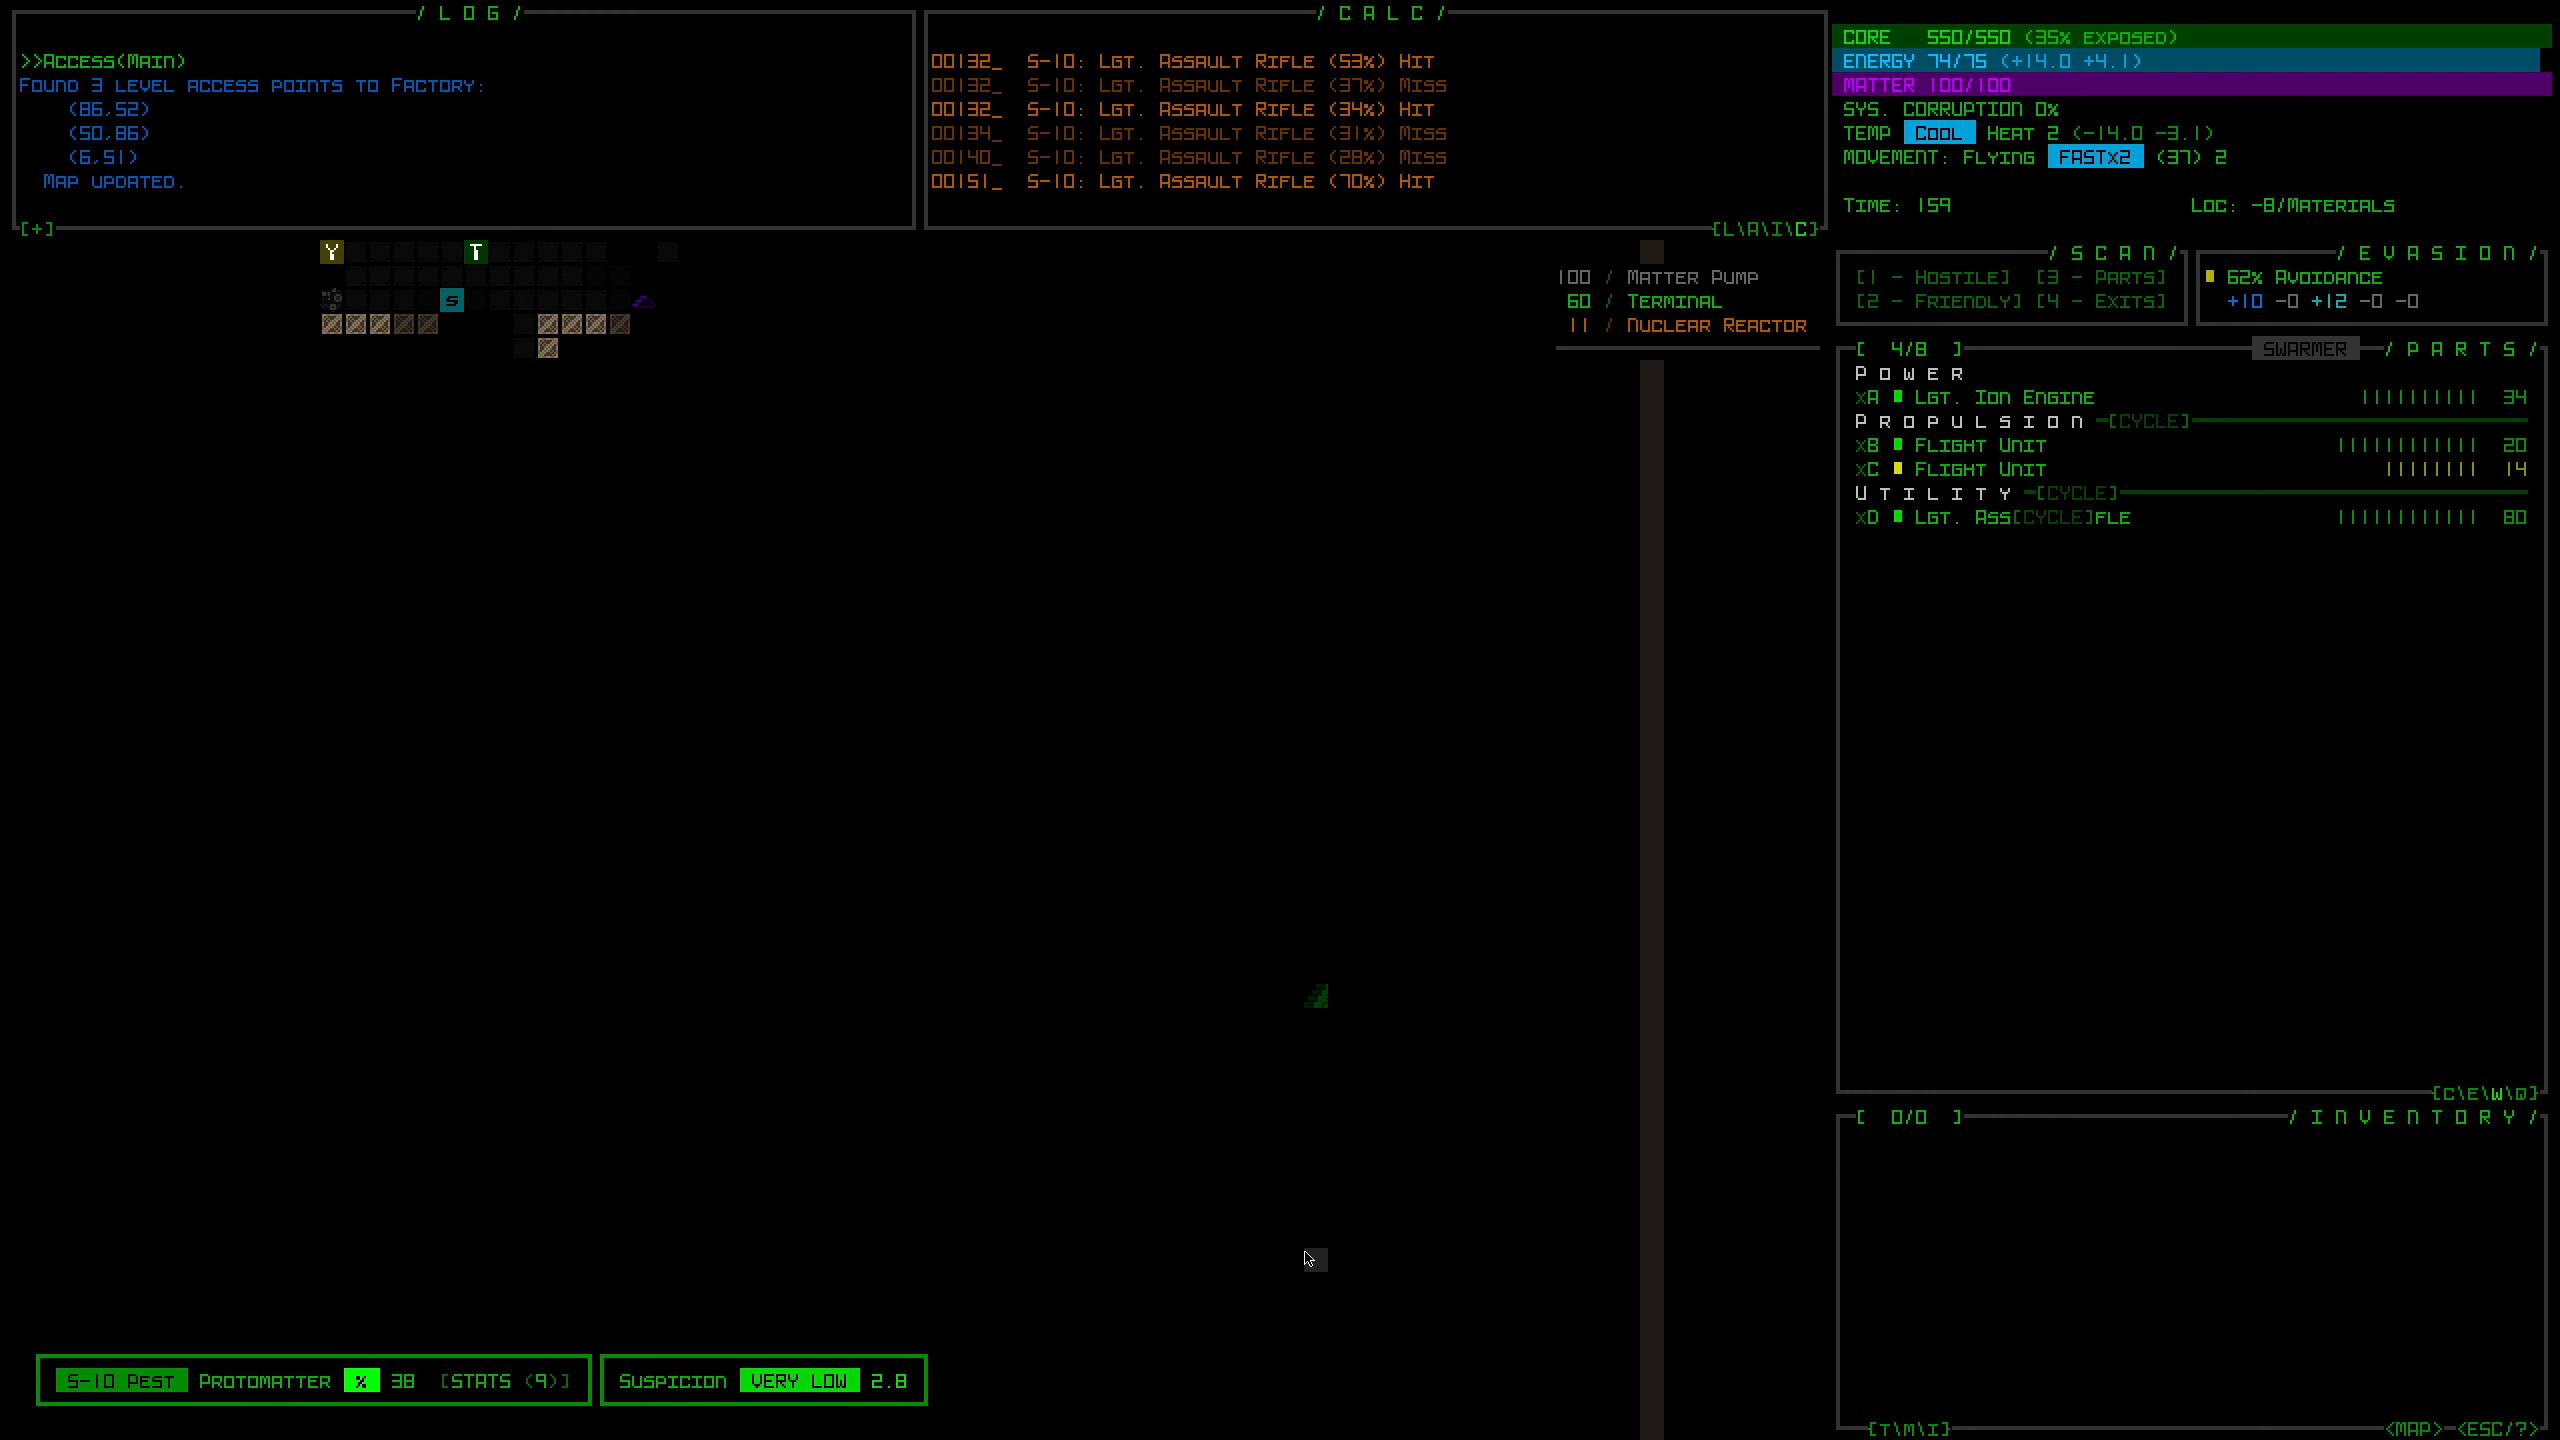 / L O G /
>>Access(Main)
Found 3 level access points to Factory:
(86,52)
(50,86)
(6,51)
Map updated.
[+]
/ C A L C /
00132_ S-10: Lgt. Assault Rifle (53%) Hit
00132_ S-10: Lgt. Assault Rifle (37%) Miss
00132_ S-10: Lgt. Assault Rifle (34%) Hit
00134_ S-10: Lgt. Assault Rifle (31%) Miss
00140_ S-10: Lgt. Assault Rifle (28%) Miss
00151_ S-10: Lgt. Assault Rifle (70%) Hit
[L\A\I\C]
CORE 550/550 (35% EXPOSED)
ENERGY 74/75 (+14.0 +4.1)
MATTER 100/100
SYS. CORRUPTION 0%
TEMP Cool HEAT 2 (-14.0 -3.1)
MOVEMENT: FLYING FASTx2 (37) 2
Time: 159
Loc: -8/Materials
/ S C A N /
[1 - Hostile] [3 - Parts]
[2 - Friendly] [4 - Exits]
/ E V A S I O N /
62% Avoidance
+10 -0 +12 -0 -0
Y
T
s
100 / Matter Pump
60 / Terminal
11 / Nuclear Reactor
[ 4/8 ]
SWARMER
/ P A R T S /
P o w e r
xA Lgt. Ion Engine 34
P r o p u l s i o n [CYCLE]
xB Flight Unit 20
xC Flight Unit 14
U t i l i t y [CYCLE]
xD Lgt. Ass[CYCLE]fle 80
[C\E\W\Q]
[ 0/0 ]
/ I N V E N T O R Y /
[T\M\I]
<MAP> <ESC/?>
S-10 Pest Protomatter % 38 [STATS (9)]
Suspicion VERY LOW 2.8